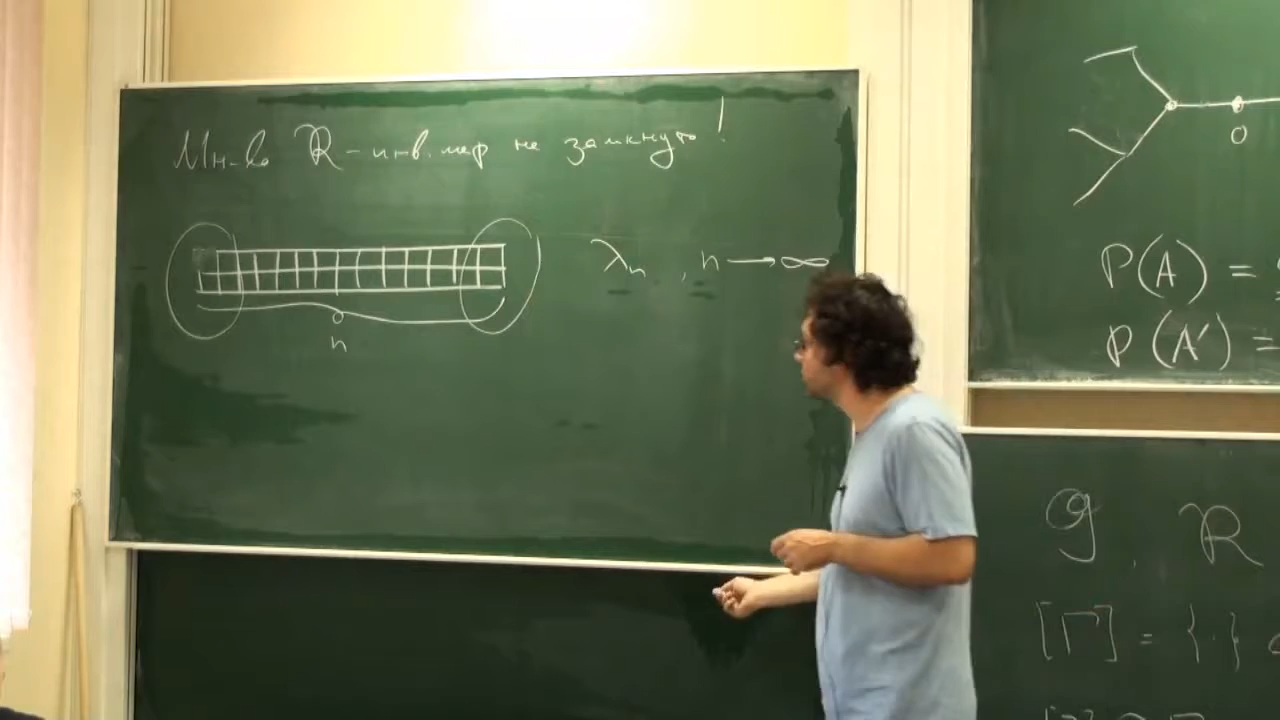 Мн-во ℛ-инв. мер не замкнуто!
λₙ , n → ∞
n
0
P(A) =
P(A') =
𝒢, ℛ
[Γ] = {·}